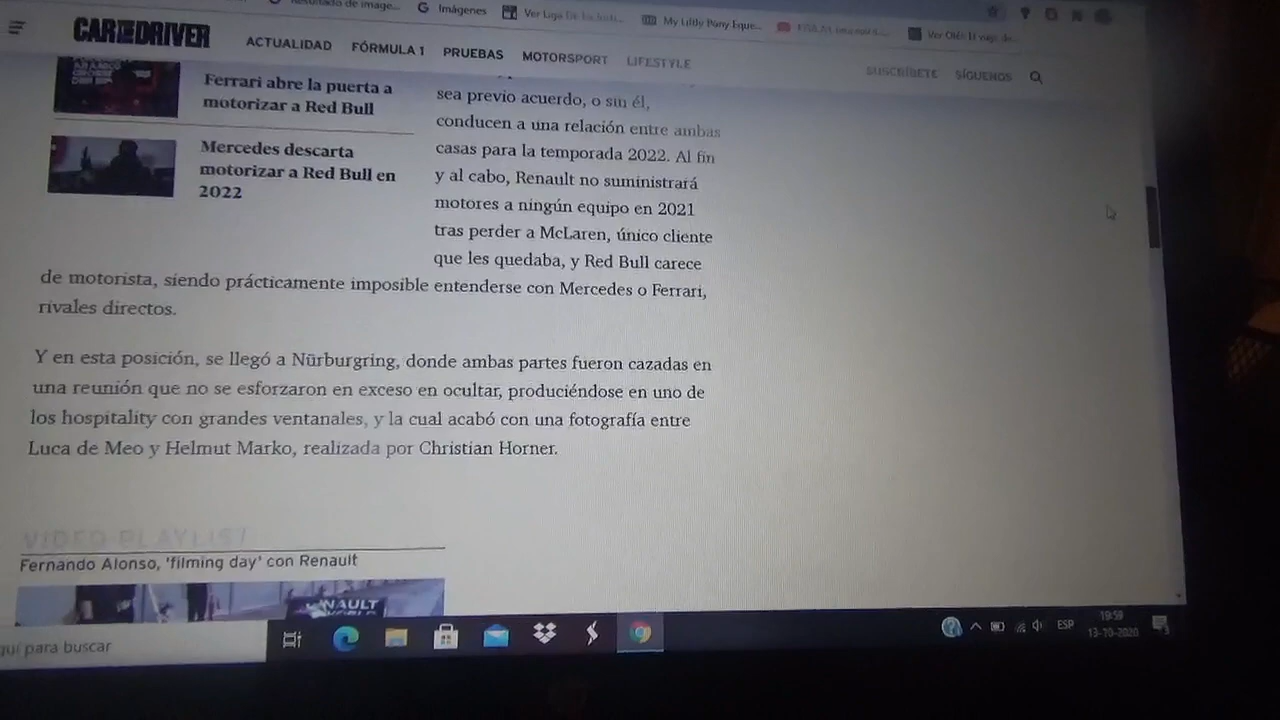 Resultado de image...
Imágenes
My Little Pony Eque...
CAR AND DRIVER
ACTUALIDAD FÓRMULA 1 PRUEBAS MOTORSPORT LIFESTYLE
SUSCRÍBETE SÍGUENOS
Ferrari abre la puerta a
motorizar a Red Bull
Mercedes descarta
motorizar a Red Bull en
2022
sea previo acuerdo, o sin él,
conducen a una relación entre ambas
casas para la temporada 2022. Al fin
y al cabo, Renault no suministrará
motores a ningún equipo en 2021
tras perder a McLaren, único cliente
que les quedaba, y Red Bull carece
de motorista, siendo prácticamente imposible entenderse con Mercedes o Ferrari,
rivales directos.
Y en esta posición, se llegó a Nürburgring, donde ambas partes fueron cazadas en
una reunión que no se esforzaron en exceso en ocultar, produciéndose en uno de
los hospitality con grandes ventanales, y la cual acabó con una fotografía entre
Luca de Meo y Helmut Marko, realizada por Christian Horner.
VIDEO PLAYLIST
Fernando Alonso, 'filming day' con Renault
NAULT
quí para buscar
ESP
19:59
13-10-2020